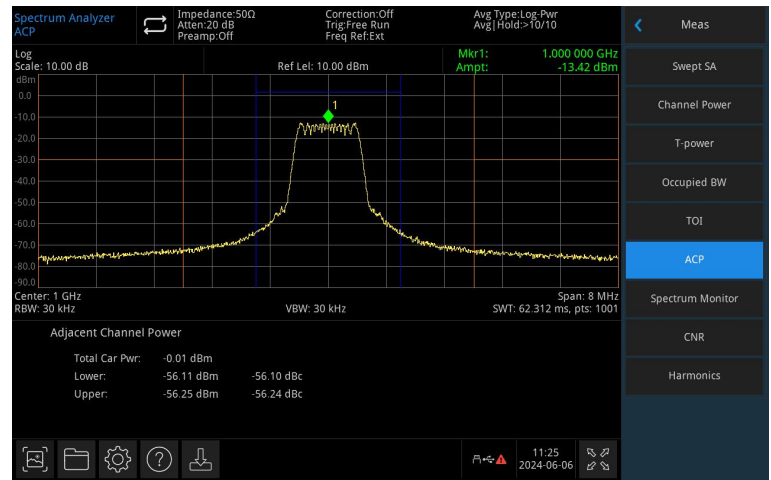 Spectrum Analyzer
ACP
Impedance:50Ω
Atten:20 dB
Preamp:Off
Correction:Off
Trig:Free Run
Freq Ref:Ext
Avg Type:Log-Pwr
Avg|Hold:>10/10
Meas
Log
Scale: 10.00 dB
Ref Lel: 10.00 dBm
Mkr1: 1.000 000 GHz
Ampt: -13.42 dBm
dBm
0.0
1
-10.0
-20.0
-30.0
-40.0
-50.0
-60.0
-70.0
-80.0
-90.0
Center: 1 GHz
Span: 8 MHz
RBW: 30 kHz
VBW: 30 kHz
SWT: 62.312 ms, pts: 1001
Adjacent Channel Power
Total Car Pwr: -0.01 dBm
Lower: -56.11 dBm -56.10 dBc
Upper: -56.25 dBm -56.24 dBc
11:25
2024-06-06
Swept SA
Channel Power
T-power
Occupied BW
TOI
ACP
Spectrum Monitor
CNR
Harmonics